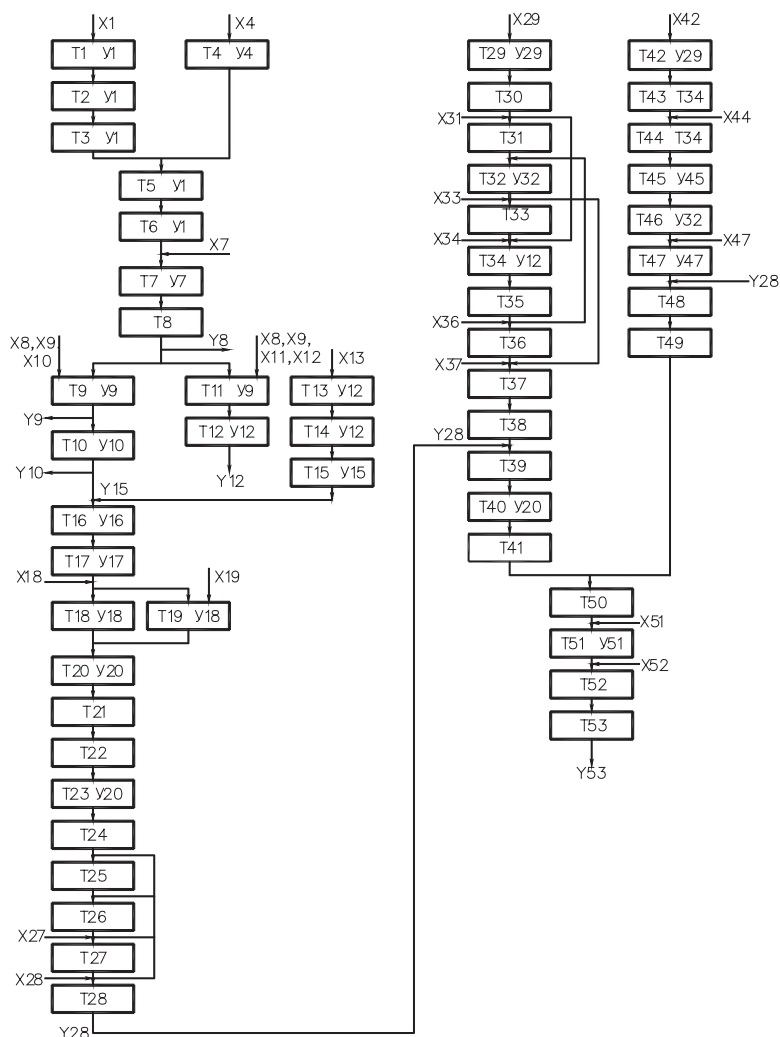 X1
T1 У1
T2 У1
T3 У1
X4
T4 У4
T5 У1
T6 У1
X7
T7 У7
T8
Y8
X8,X9,
X10
T9 У9
Y9
T10 У10
Y10
X8,X9,
X11,X12
T11 У9
T12 У12
Y12
X13
T13 У12
T14 У12
T15 У15
Y15
T16 У16
T17 У17
X18
T18 У18
X19
T19 У18
T20 У20
T21
T22
T23 У20
T24
T25
T26
X27
T27
X28
T28
Y28
X29
T29 У29
T30
X31
T31
T32 У32
X33
T33
X34
T34 У12
T35
X36
T36
X37
T37
T38
Y28
T39
T40 У20
T41
X42
T42 У29
T43 T34
X44
T44 T34
T45 У45
T46 У32
X47
T47 У47
Y28
T48
T49
T50
X51
T51 У51
X52
T52
T53
Y53